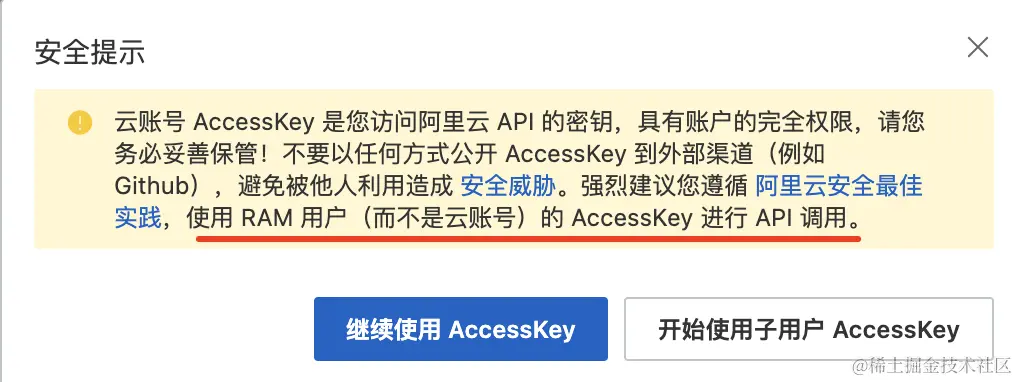 安全提示
云账号 AccessKey 是您访问阿里云 API 的密钥，具有账户的完全权限，请您
务必妥善保管！不要以任何方式公开 AccessKey 到外部渠道（例如
Github），避免被他人利用造成 安全威胁。强烈建议您遵循 阿里云安全最佳
实践，使用 RAM 用户（而不是云账号）的 AccessKey 进行 API 调用。
继续使用 AccessKey
开始使用子用户 AccessKey
@稀土掘金技术社区